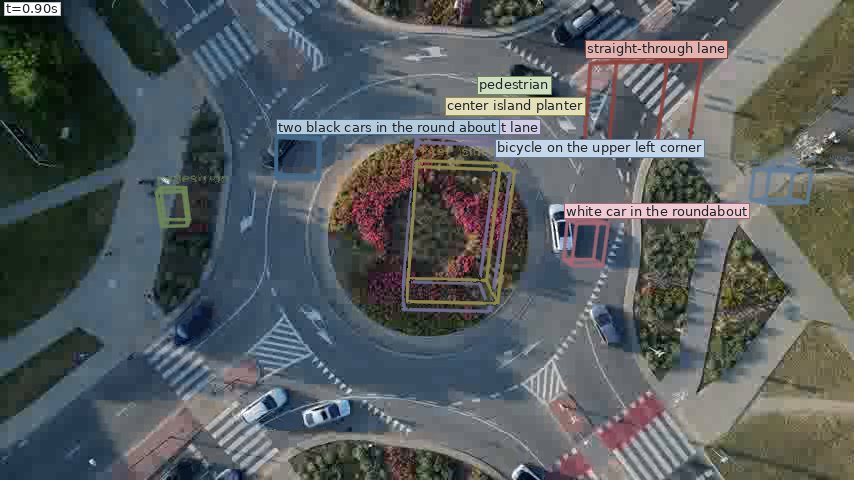 t=0.90s
straight-through lane
pedestrian
center island planter
two black cars in the round about
t lane
bicycle on the upper left corner
white car in the roundabout